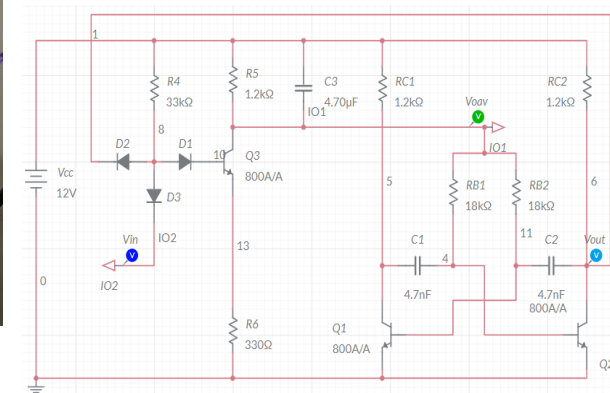 1
R4
33kΩ
R5
1.2kΩ
C3
4.70µF
IO1
RC1
1.2kΩ
RC2
1.2kΩ
Voav
V
IO1
8
D2
D1
10
Q3
800A/A
Vcc
12V
D3
5
RB1
18kΩ
RB2
18kΩ
6
Vin
V
IO2
IO2
13
11
C1
4
4.7nF
C2
4.7nF
Vout
V
800A/A
0
R6
330Ω
Q1
800A/A
Q2